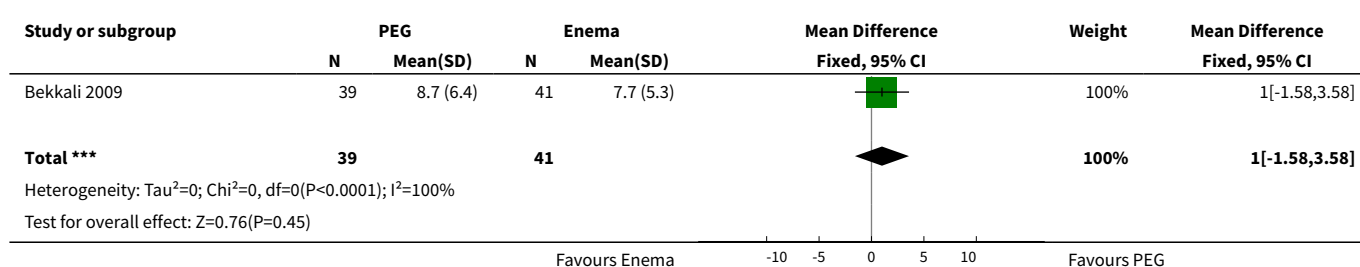 Study or subgroup PEG Enema Mean Difference Weight Mean Difference
N Mean(SD) N Mean(SD) Fixed, 95% CI Fixed, 95% CI
Bekkali 2009 39 8.7 (6.4) 41 7.7 (5.3) 100% 1[-1.58,3.58]
Total *** 39 41 100% 1[-1.58,3.58]
Heterogeneity: Tau²=0; Chi²=0, df=0(P<0.0001); I²=100%
Test for overall effect: Z=0.76(P=0.45)
Favours Enema -10 -5 0 5 10 Favours PEG